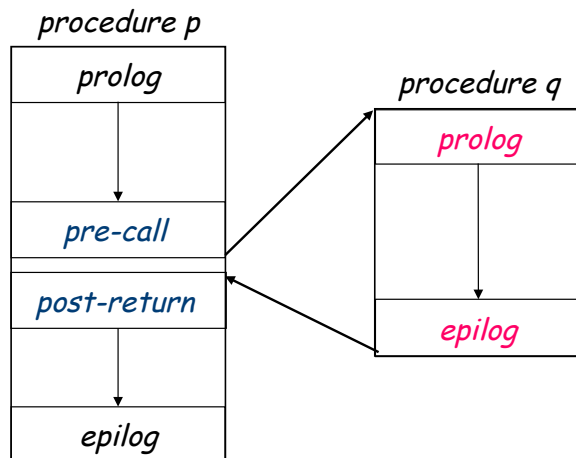 procedure p
prolog
pre-call
post-return
epilog
procedure q
prolog
epilog